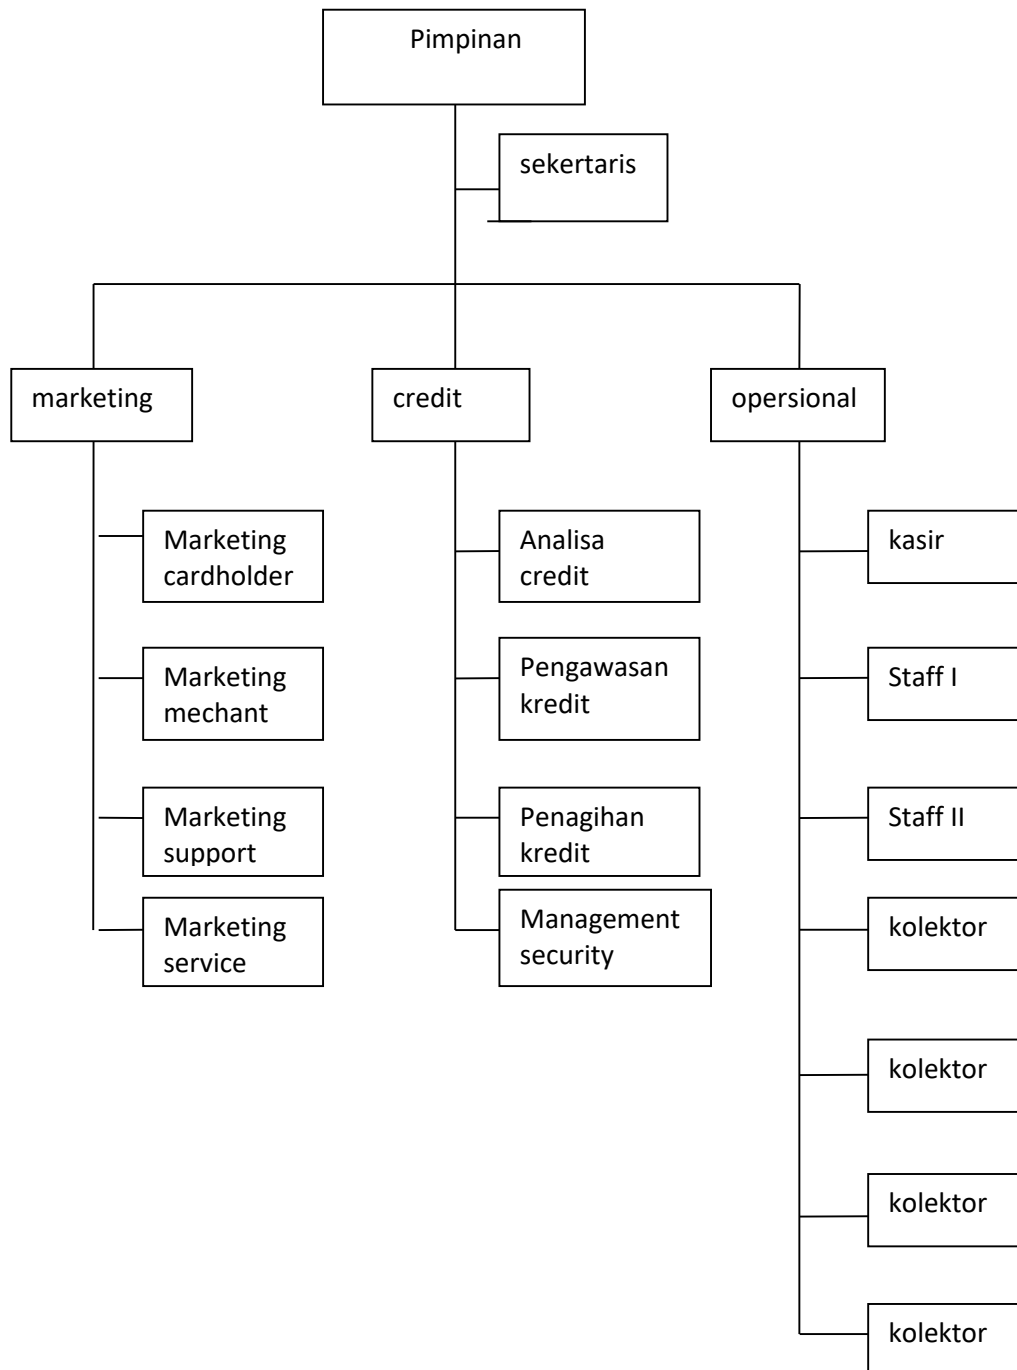 Pimpinan
sekertaris
marketing
credit
opersional
Marketing
cardholder
Analisa
credit
kasir
Marketing
mechant
Pengawasan
kredit
Staff I
Marketing
support
Penagihan
kredit
Staff II
Marketing
service
Management
security
kolektor
kolektor
kolektor
kolektor